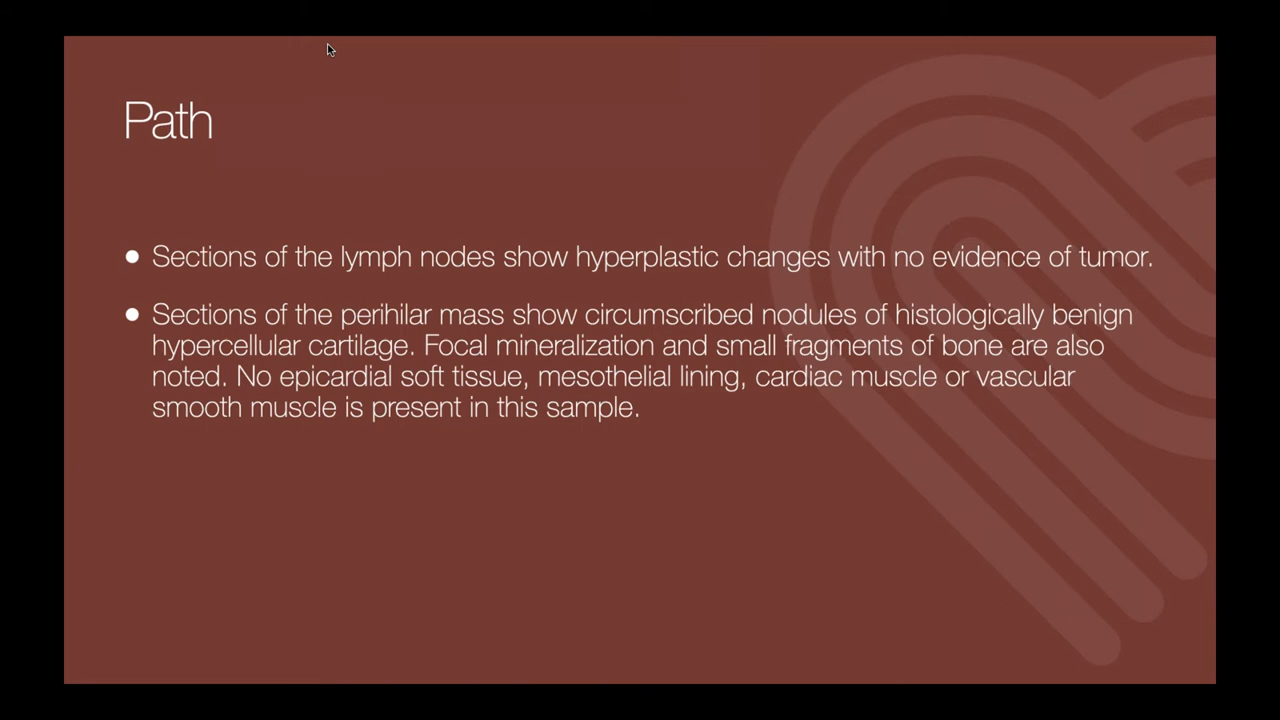 Path
● Sections of the lymph nodes show hyperplastic changes with no evidence of tumor.
● Sections of the perihilar mass show circumscribed nodules of histologically benign
hypercellular cartilage. Focal mineralization and small fragments of bone are also
noted. No epicardial soft tissue, mesothelial lining, cardiac muscle or vascular
smooth muscle is present in this sample.